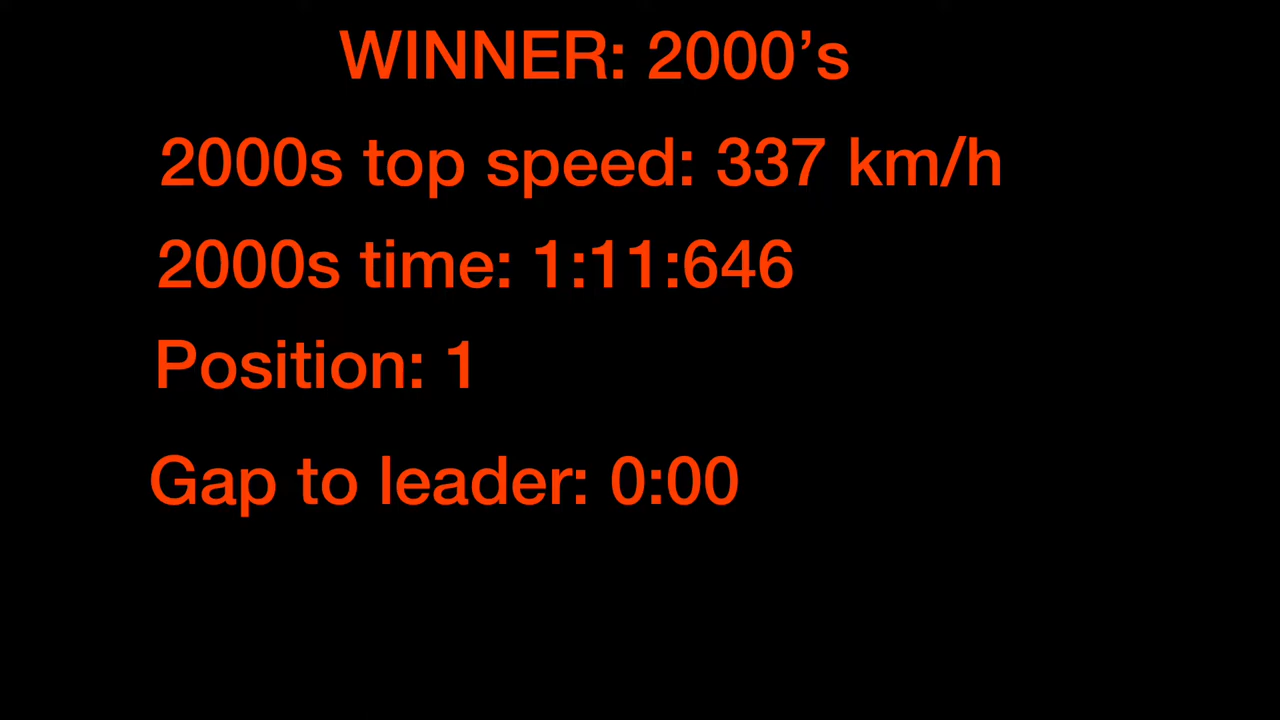 WINNER: 2000’s
2000s top speed: 337 km/h
2000s time: 1:11:646
Position: 1
Gap to leader: 0:00